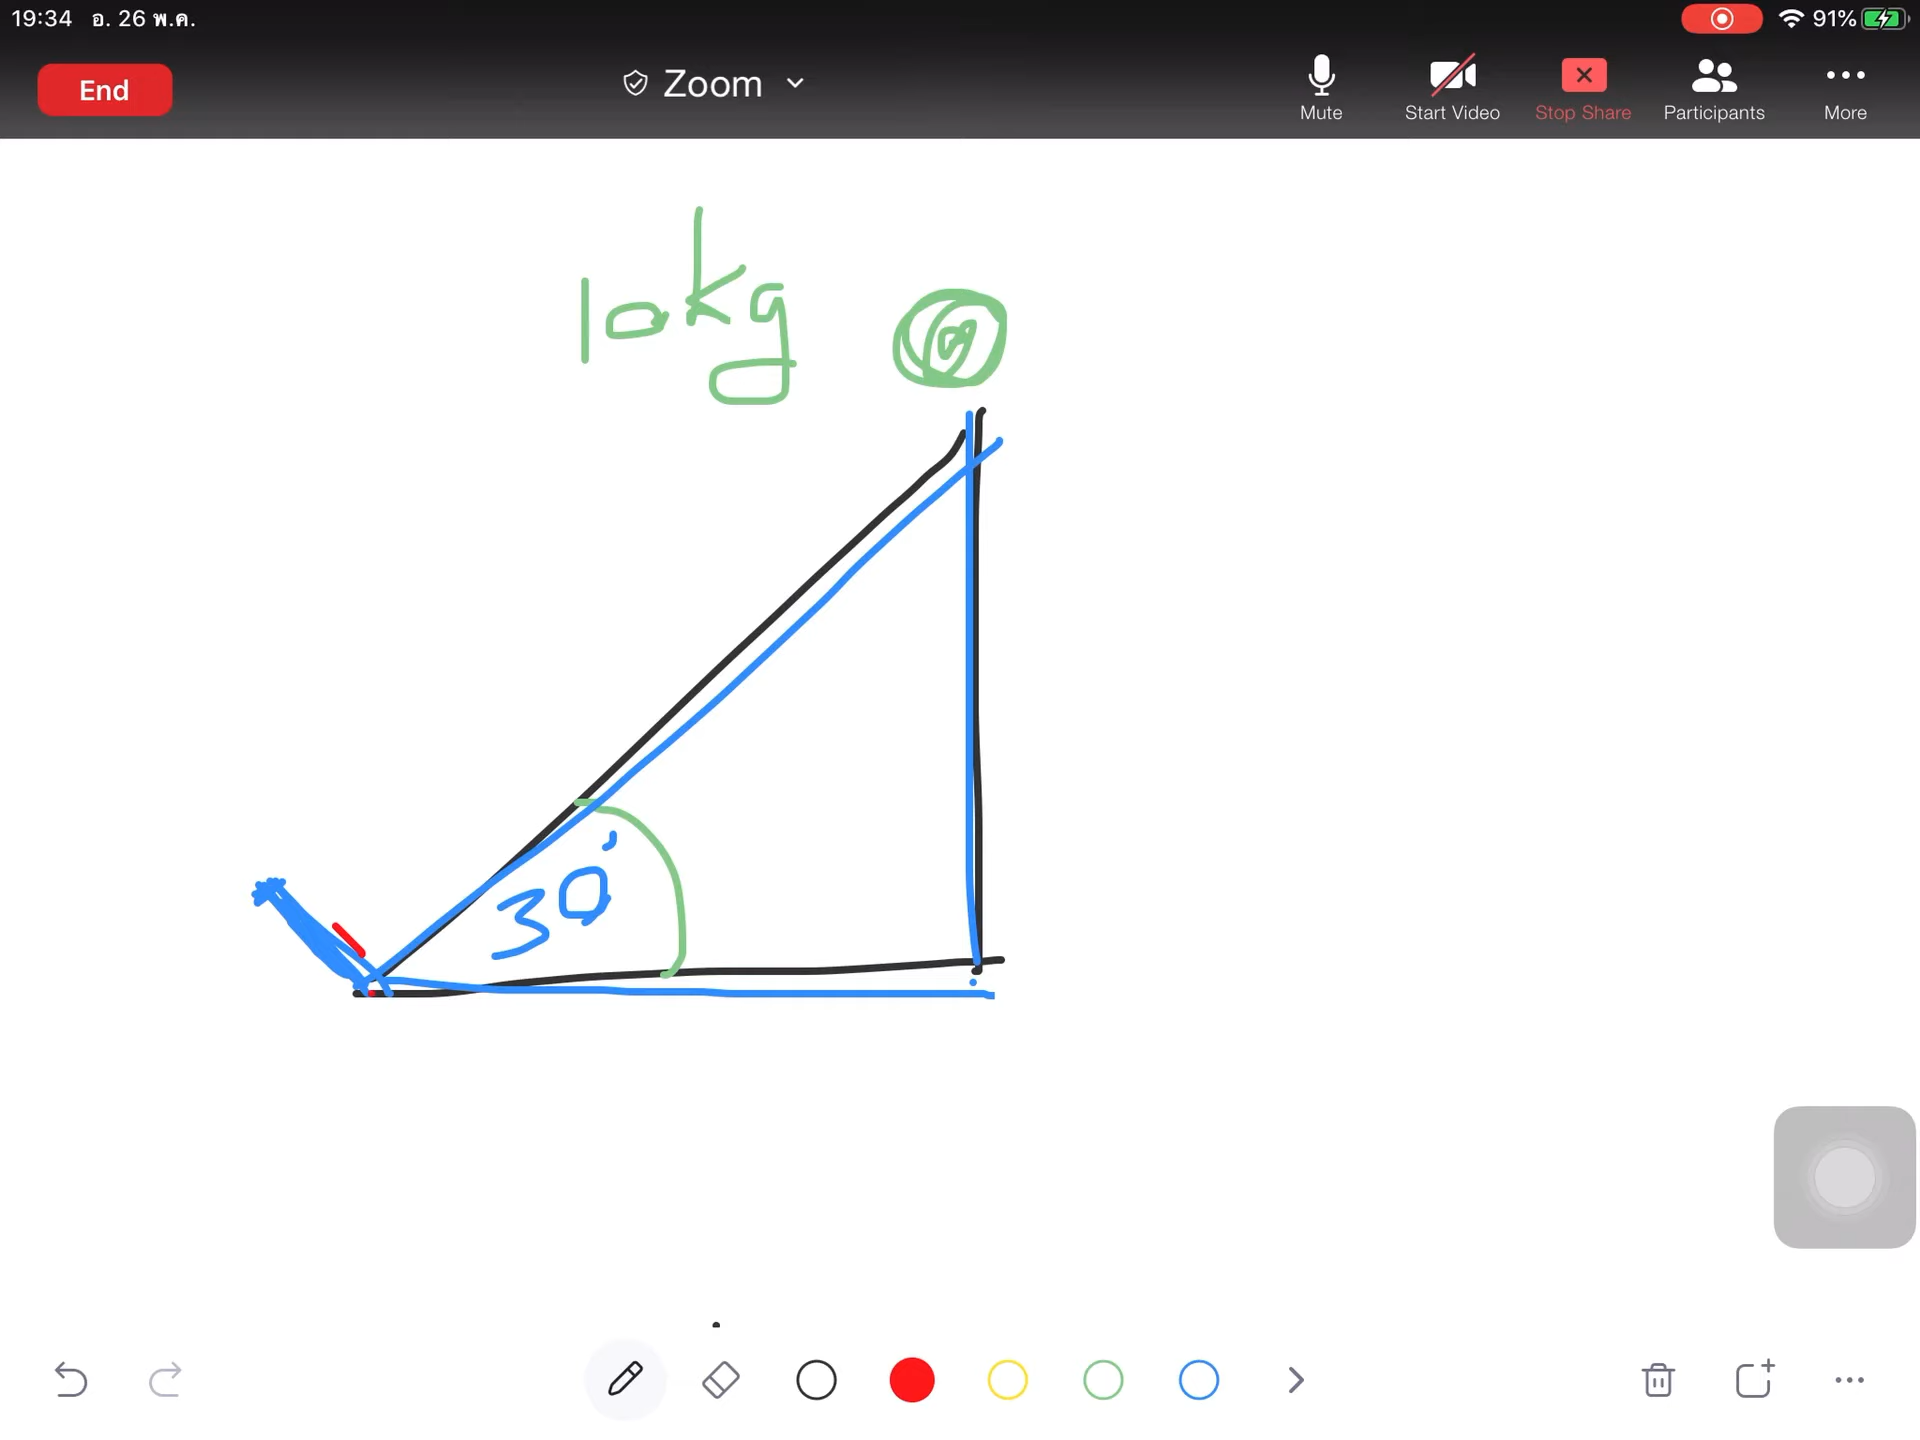 19:34 อ. 26 พ.ค. 91%
End Zoom Mute Start Video Stop Share Participants More
10kg
30°